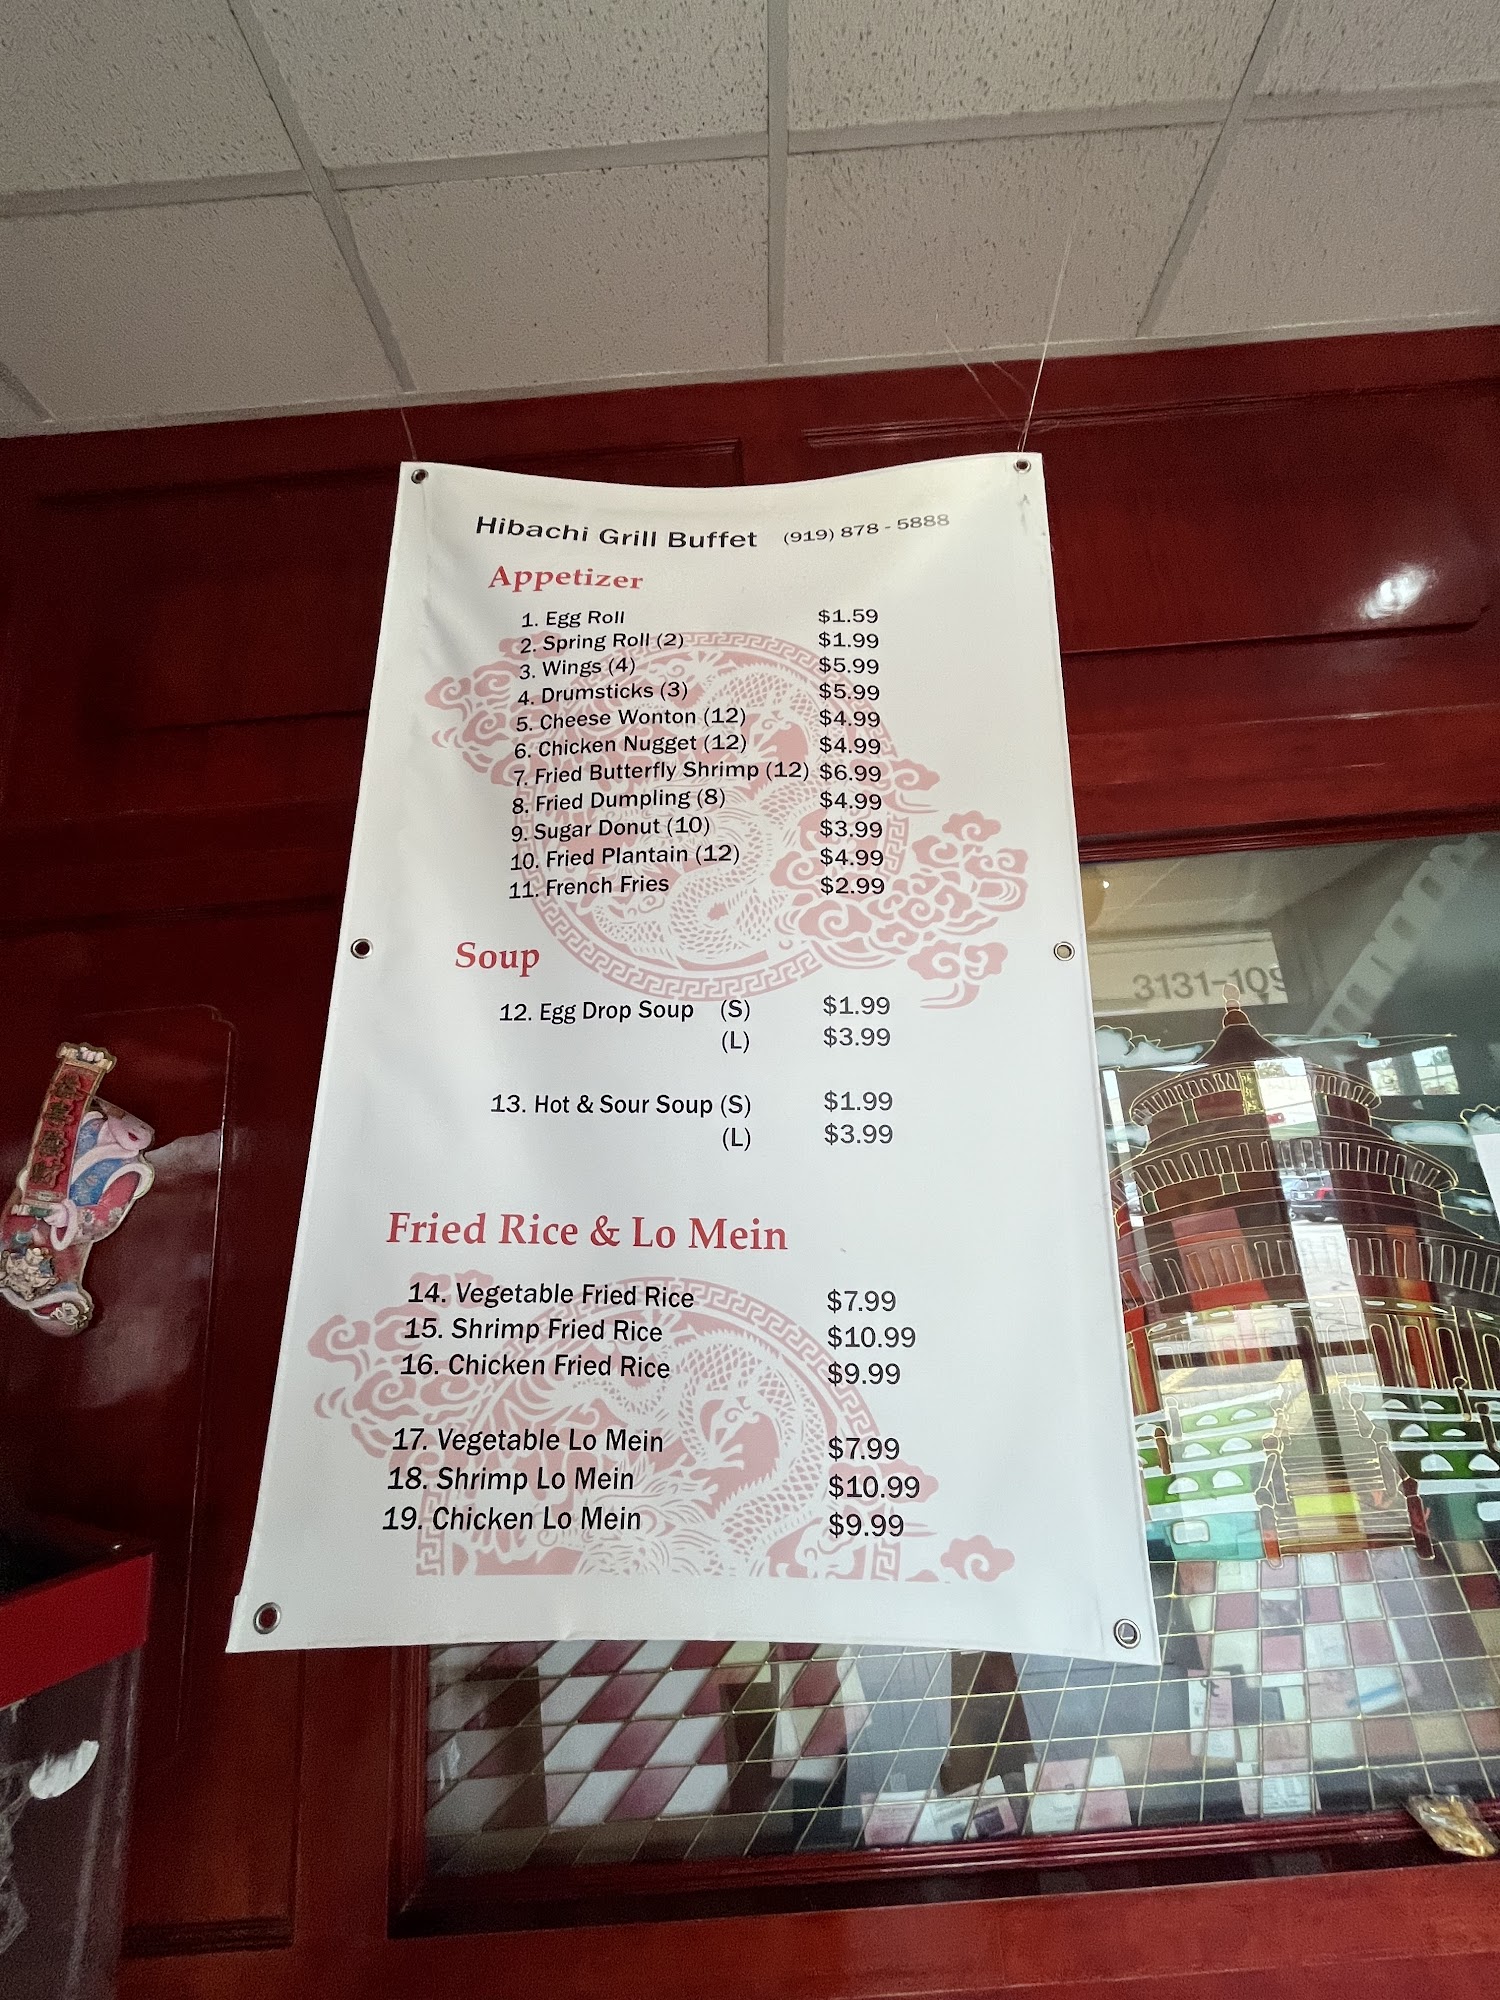 Hibachi Grill Buffet (919) 878 - 5888
Appetizer
1. Egg Roll $1.59
2. Spring Roll (2) $1.99
3. Wings (4) $5.99
4. Drumsticks (3) $5.99
5. Cheese Wonton (12) $4.99
6. Chicken Nugget (12) $4.99
7. Fried Butterfly Shrimp (12) $6.99
8. Fried Dumpling (8) $4.99
9. Sugar Donut (10) $3.99
10. Fried Plantain (12) $4.99
11. French Fries $2.99
Soup
12. Egg Drop Soup (S) $1.99
(L) $3.99
13. Hot & Sour Soup (S) $1.99
(L) $3.99
Fried Rice & Lo Mein
14. Vegetable Fried Rice $7.99
15. Shrimp Fried Rice $10.99
16. Chicken Fried Rice $9.99
17. Vegetable Lo Mein $7.99
18. Shrimp Lo Mein $10.99
19. Chicken Lo Mein $9.99
3131-109